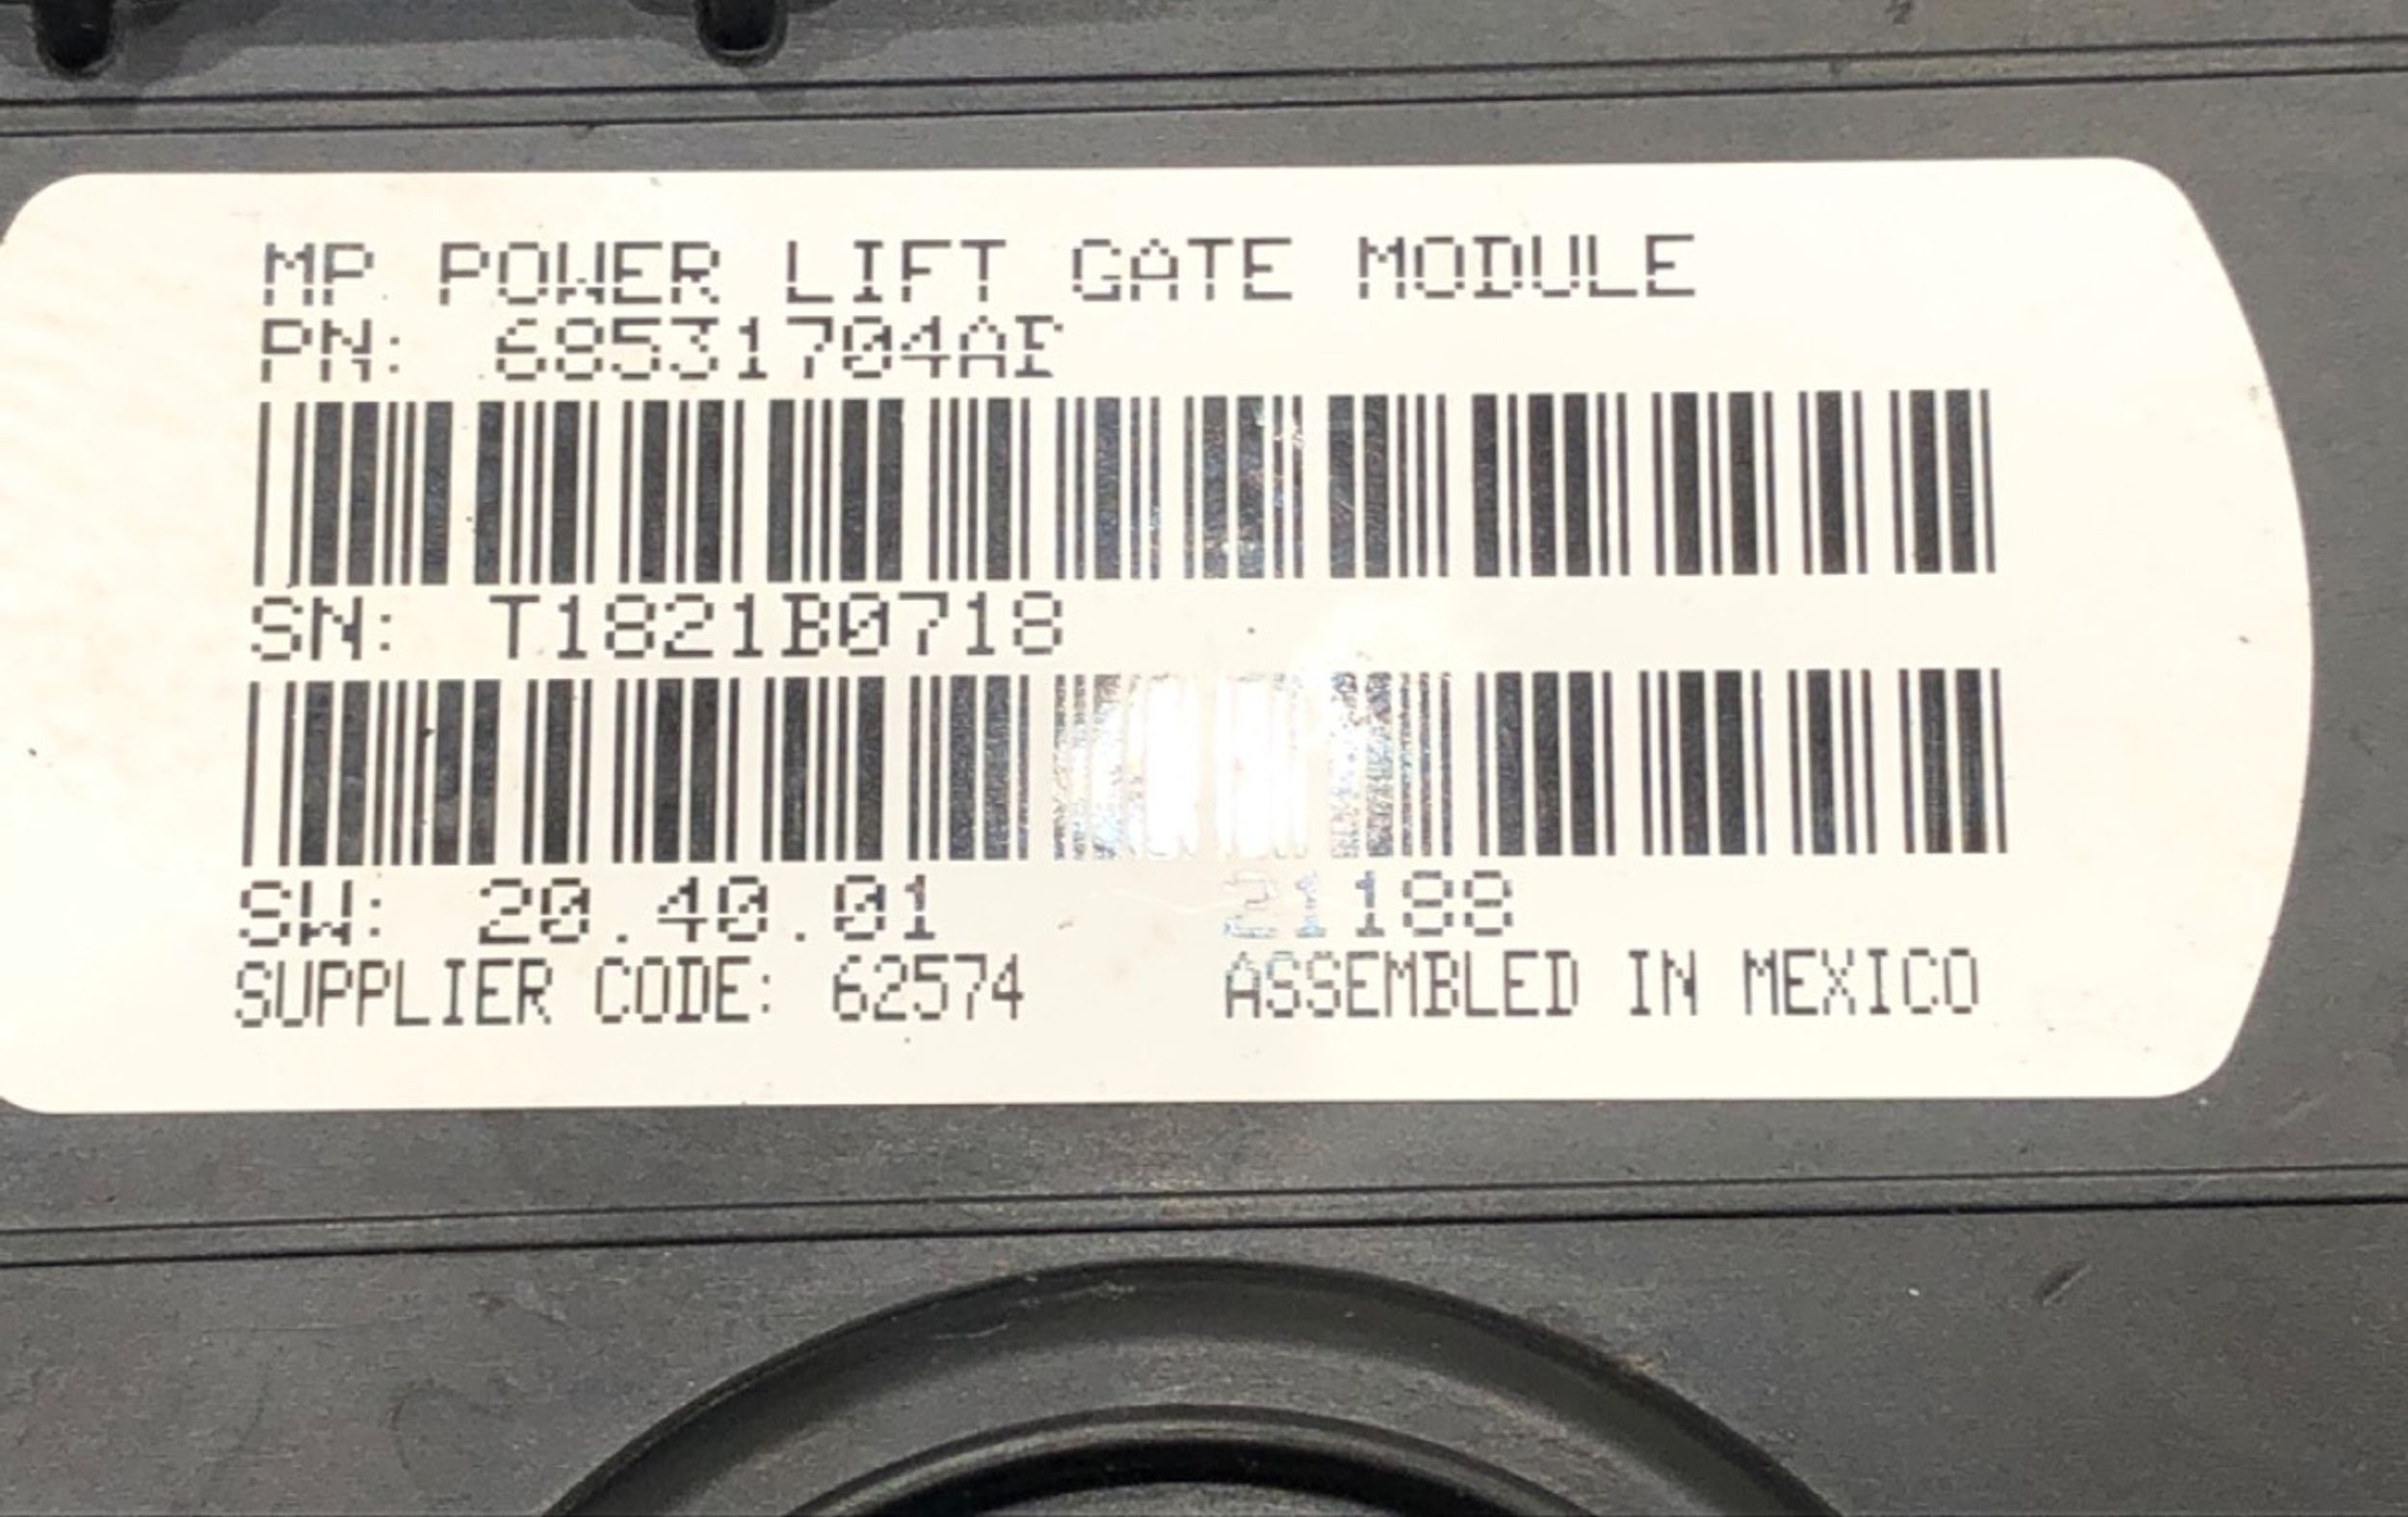 MP POWER LIFT GATE MODULE
PN: 68531704AB
SN: T1821B0718
SW: 20.40.01 21188
SUPPLIER CODE: 62574 ASSEMBLED IN MEXICO